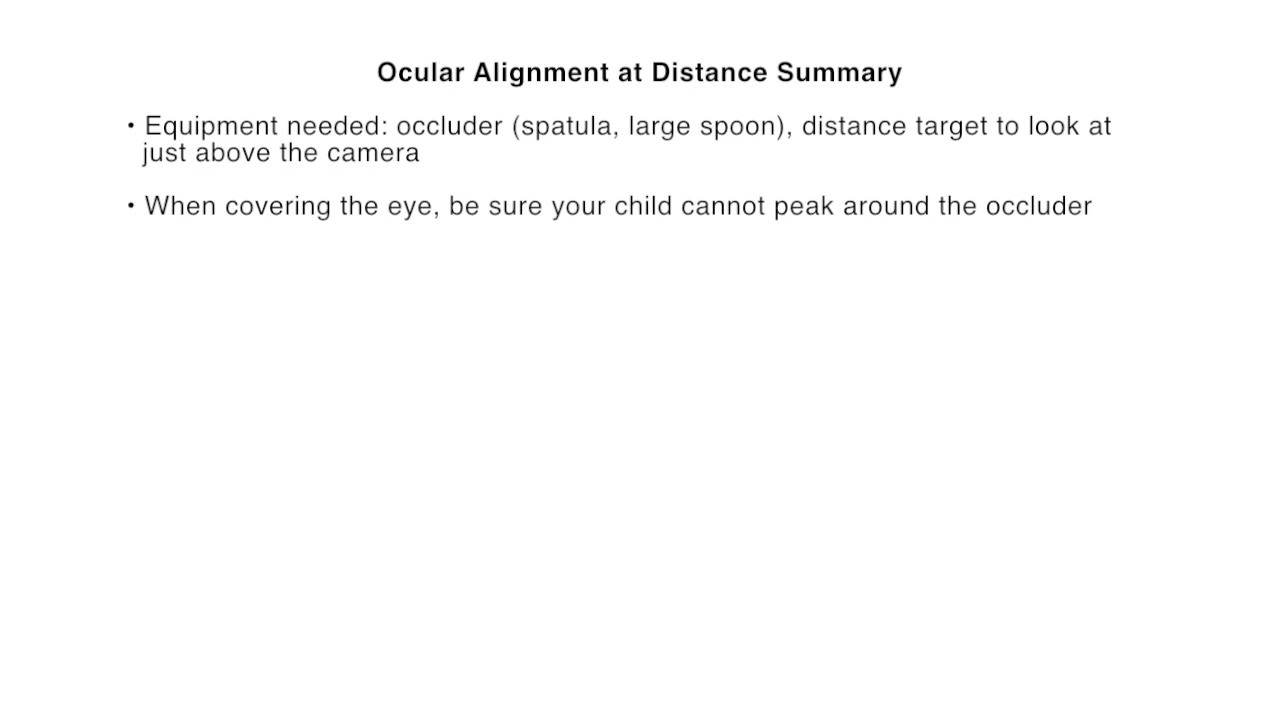 Ocular Alignment at Distance Summary
• Equipment needed: occluder (spatula, large spoon), distance target to look at
just above the camera
• When covering the eye, be sure your child cannot peak around the occluder